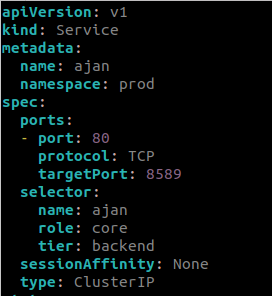 apiVersion: v1
kind: Service
metadata:
  name: ajan
  namespace: prod
spec:
  ports:
  - port: 80
    protocol: TCP
    targetPort: 8589
  selector:
    name: ajan
    role: core
    tier: backend
  sessionAffinity: None
  type: ClusterIP